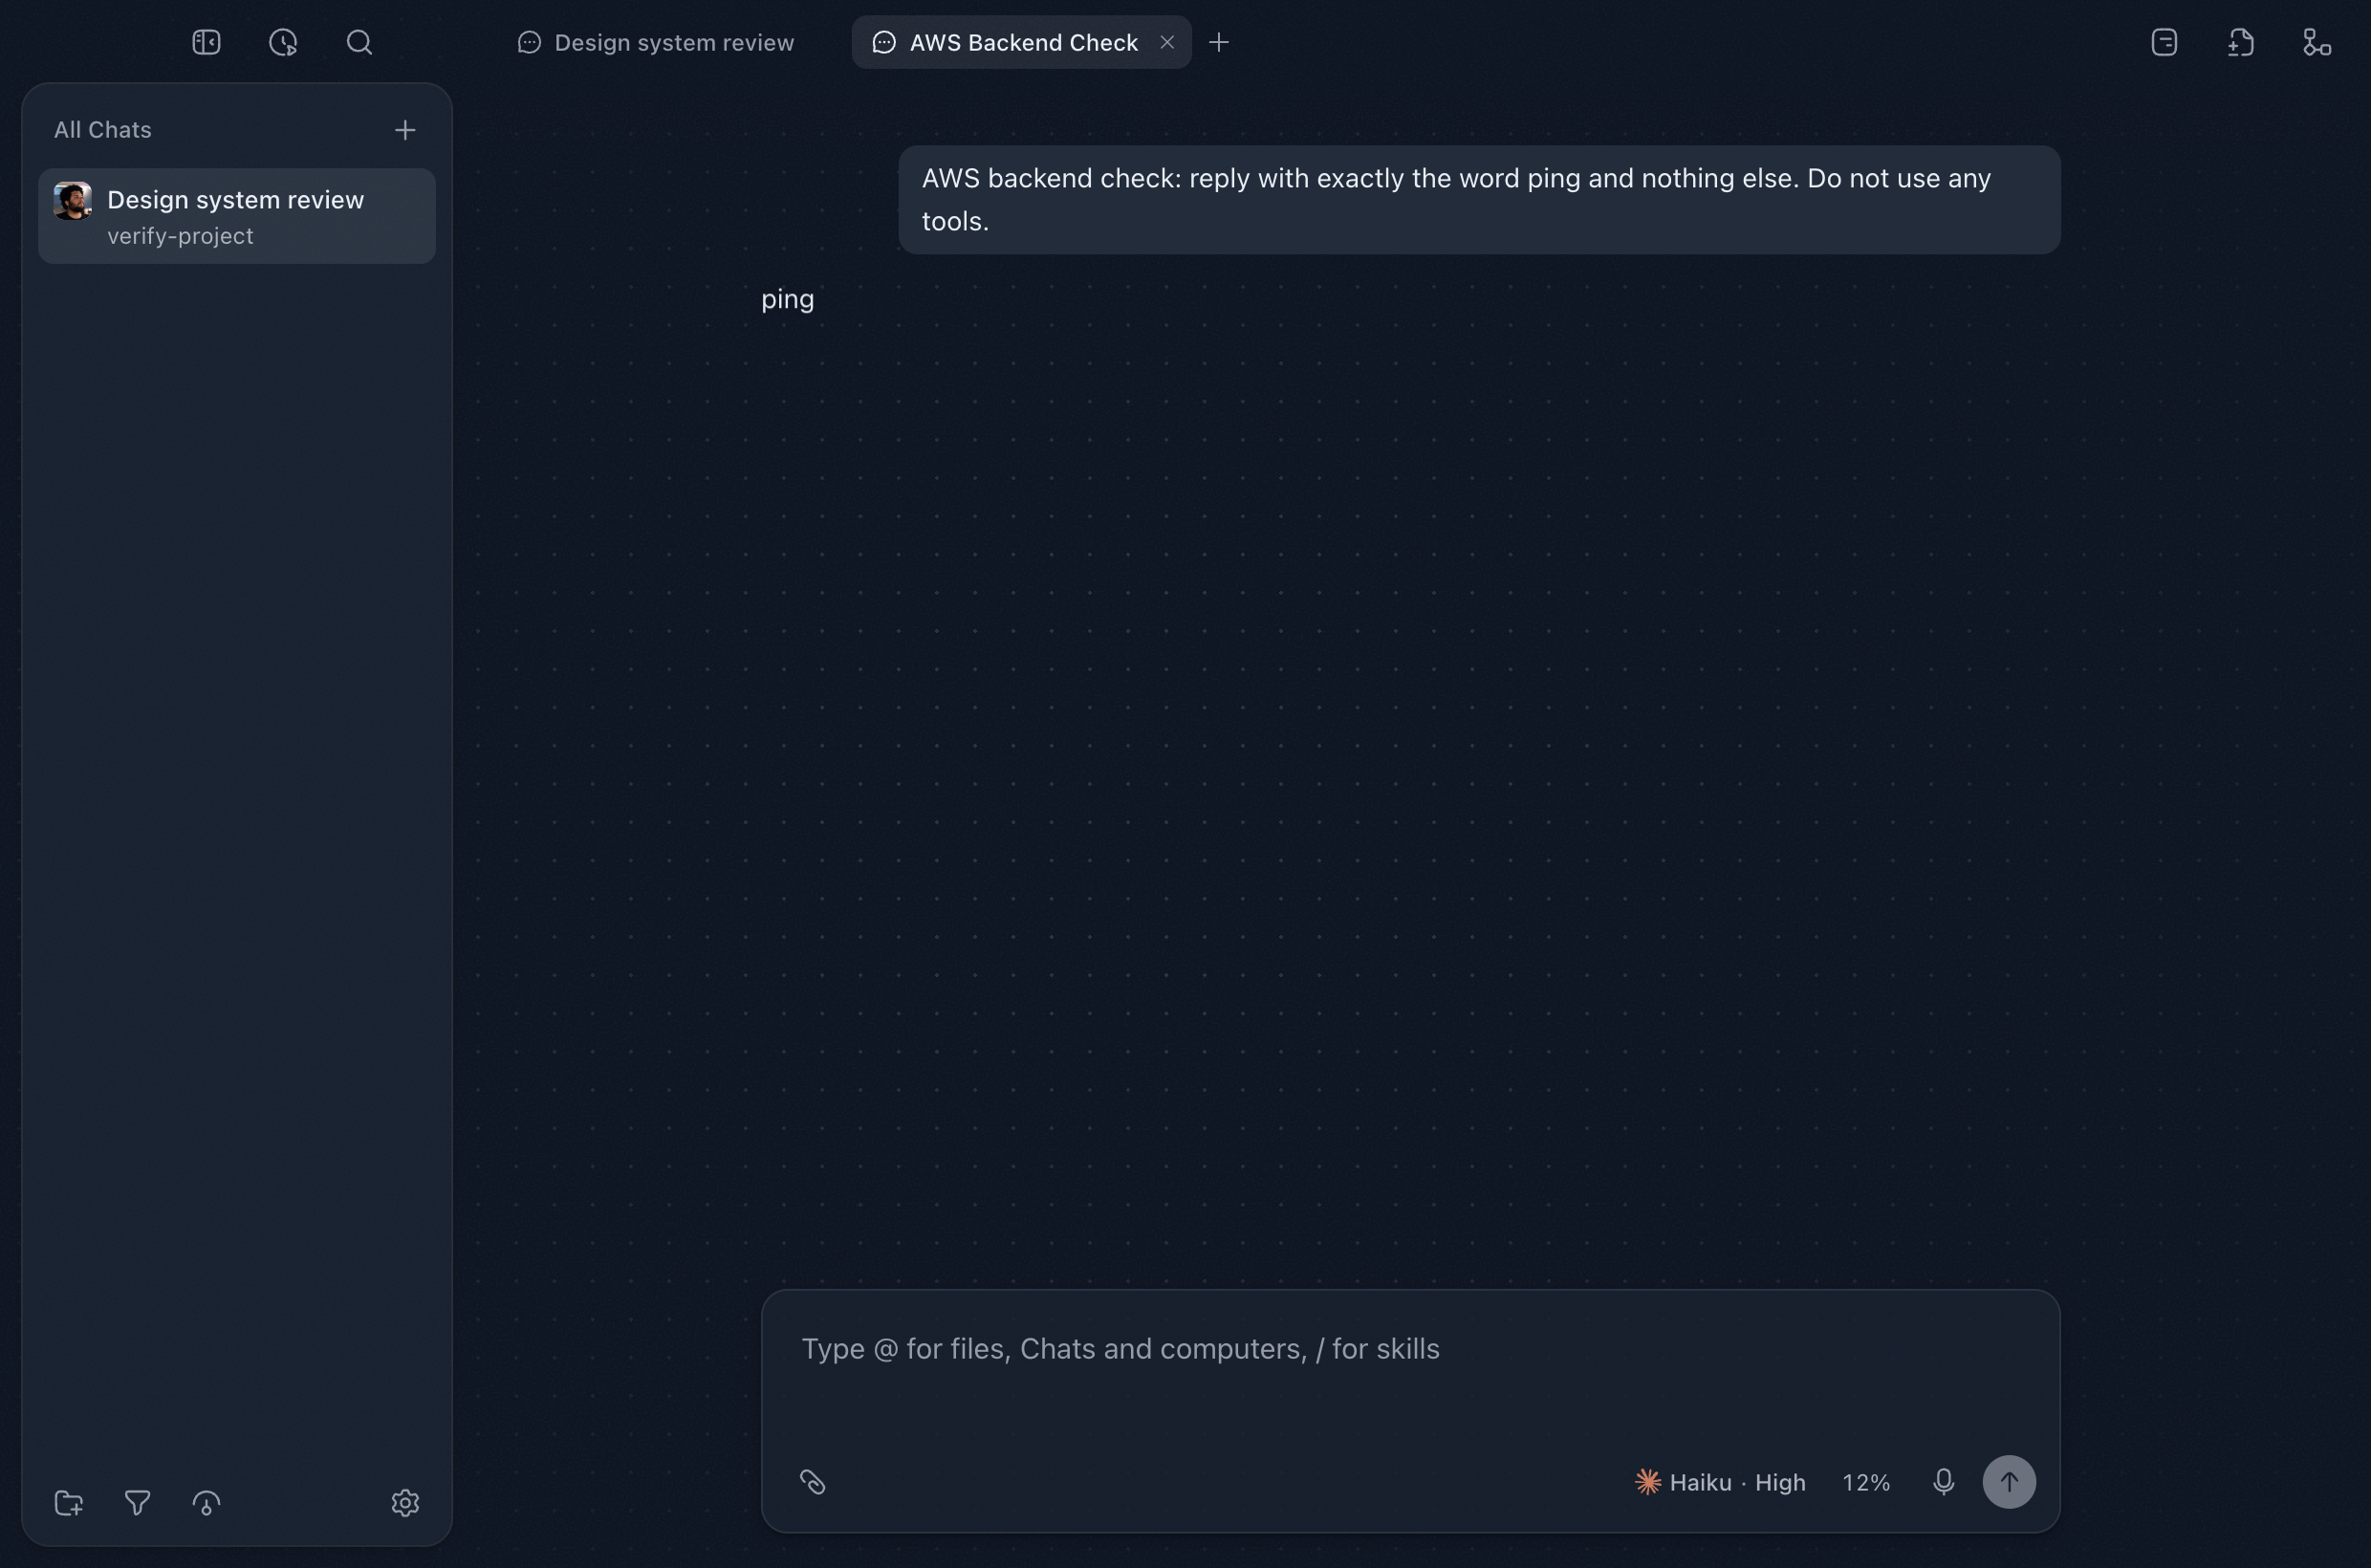 Design system review
AWS Backend Check
All Chats
Design system review
verify-project
AWS backend check: reply with exactly the word ping and nothing else. Do not use any
tools.
ping
Type @ for files, Chats and computers, / for skills
Haiku · High
12%